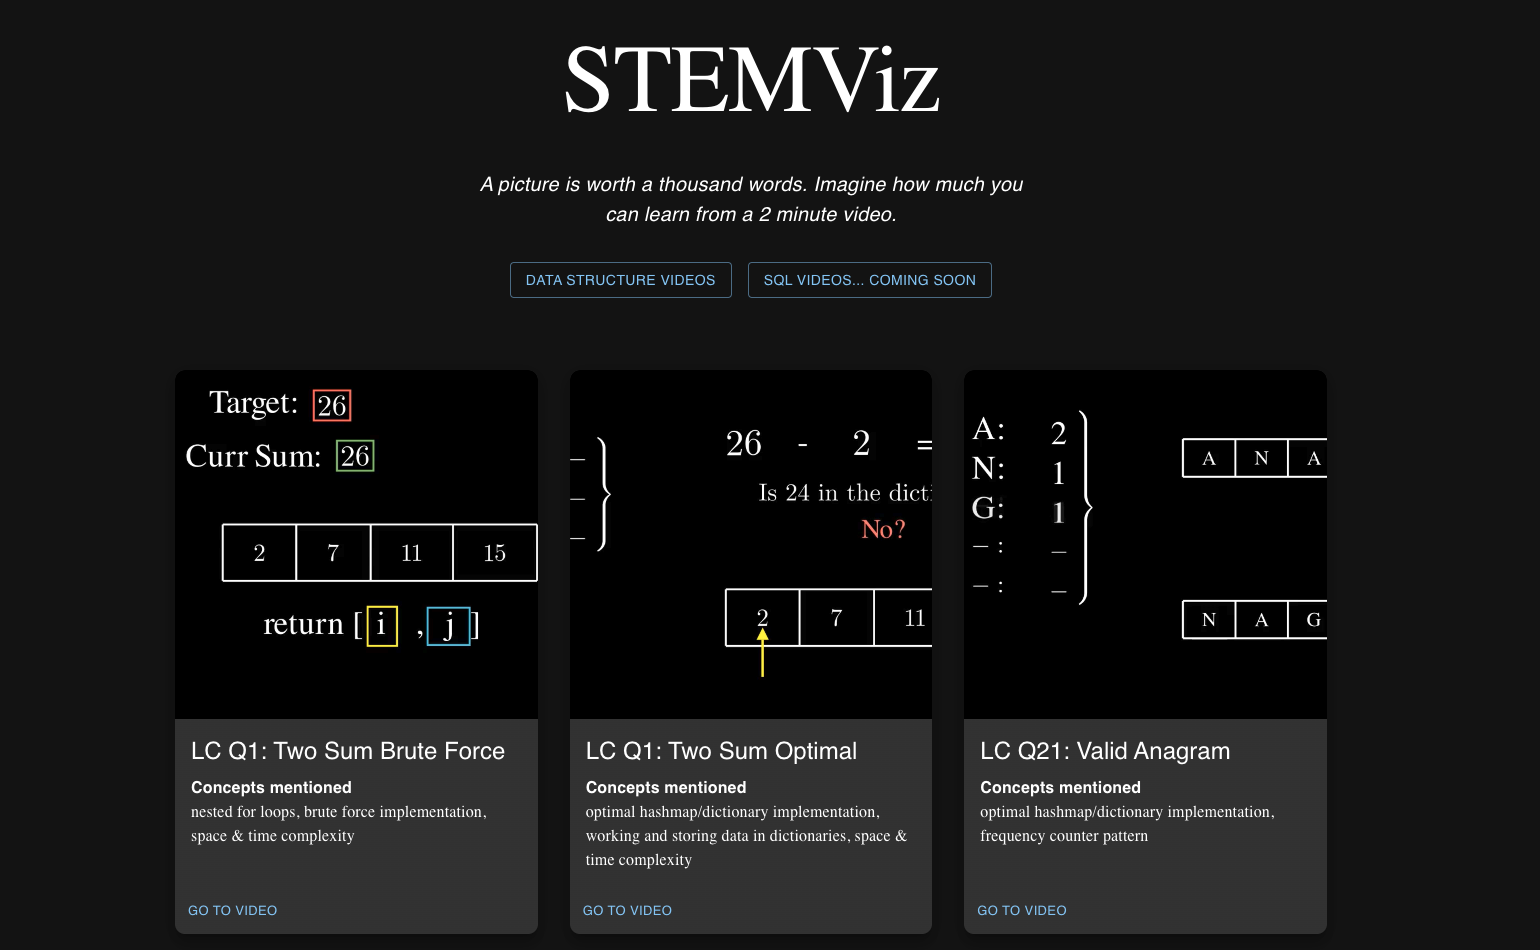 STEMViz
A picture is worth a thousand words. Imagine how much you
can learn from a 2 minute video.
DATA STRUCTURE VIDEOS
SQL VIDEOS... COMING SOON
Target: 26
Curr Sum: 26
2 7 11 15
return [ i , j ]
LC Q1: Two Sum Brute Force
Concepts mentioned
nested for loops, brute force implementation,
space & time complexity
GO TO VIDEO
–
–
–
26 - 2 =
Is 24 in the dicti
No?
2 7 11
LC Q1: Two Sum Optimal
Concepts mentioned
optimal hashmap/dictionary implementation,
working and storing data in dictionaries, space &
time complexity
GO TO VIDEO
A: 2
N: 1
G: 1
– : –
– : –
A N A
N A G
LC Q21: Valid Anagram
Concepts mentioned
optimal hashmap/dictionary implementation,
frequency counter pattern
GO TO VIDEO